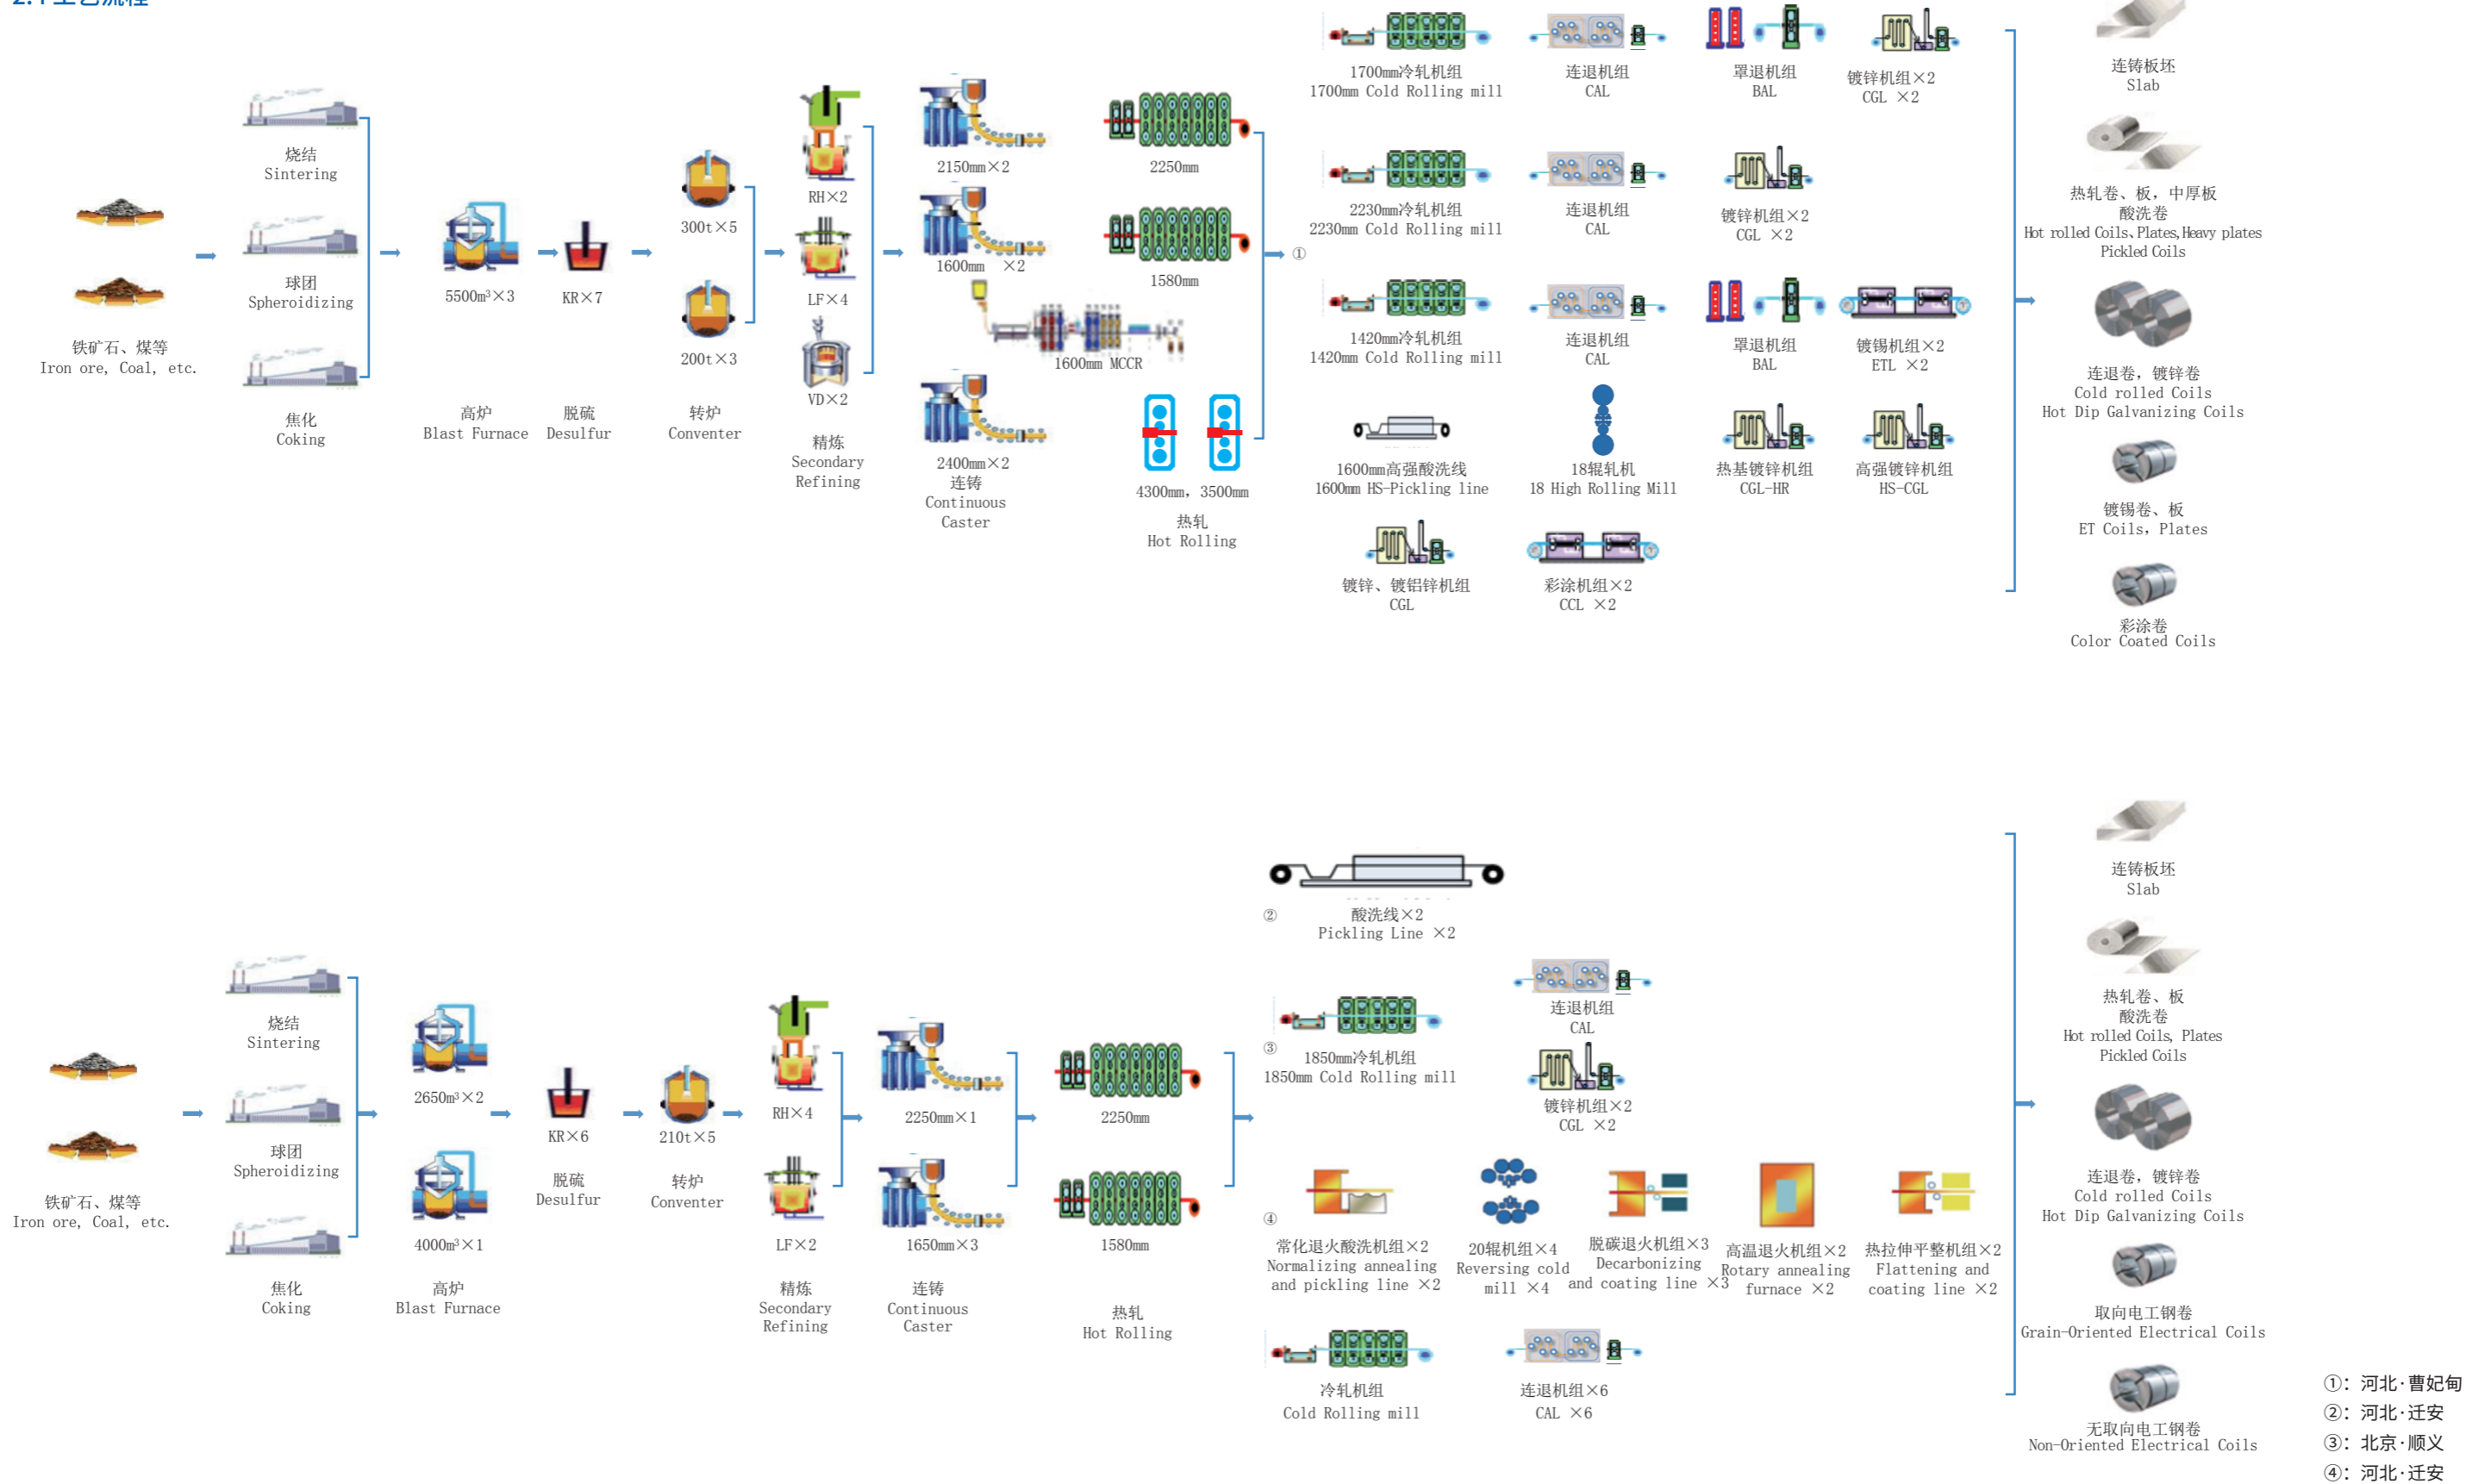 2.1工艺流程
铁矿石、煤等
Iron ore, Coal, etc.
烧结
Sintering
球团
Spheroidizing
焦化
Coking
5500m³×3
高炉
Blast Furnace
KR×7
脱硫
Desulfur
300t×5
200t×3
转炉
Conventer
RH×2
LF×4
VD×2
精炼
Secondary
Refining
2150mm×2
1600mm ×2
1600mm MCCR
2400mm×2
连铸
Continuous
Caster
2250mm
1580mm
4300mm, 3500mm
热轧
Hot Rolling
①
1700mm冷轧机组
1700mm Cold Rolling mill
连退机组
CAL
罩退机组
BAL
镀锌机组×2
CGL ×2
2230mm冷轧机组
2230mm Cold Rolling mill
连退机组
CAL
镀锌机组×2
CGL ×2
1420mm冷轧机组
1420mm Cold Rolling mill
连退机组
CAL
罩退机组
BAL
镀锡机组×2
ETL ×2
1600mm高强酸洗线
1600mm HS-Pickling line
18辊轧机
18 High Rolling Mill
热基镀锌机组
CGL-HR
高强镀锌机组
HS-CGL
镀锌、镀铝锌机组
CGL
彩涂机组×2
CCL ×2
连铸板坯
Slab
热轧卷、板, 中厚板
酸洗卷
Hot rolled Coils、Plates,Heavy plates
Pickled Coils
连退卷, 镀锌卷
Cold rolled Coils
Hot Dip Galvanizing Coils
镀锡卷、板
ET Coils, Plates
彩涂卷
Color Coated Coils
铁矿石、煤等
Iron ore, Coal, etc.
烧结
Sintering
球团
Spheroidizing
焦化
Coking
2650m³×2
4000m³×1
高炉
Blast Furnace
KR×6
脱硫
Desulfur
210t×5
转炉
Conventer
RH×4
LF×2
精炼
Secondary
Refining
2250mm×1
1650mm×3
连铸
Continuous
Caster
2250mm
1580mm
热轧
Hot Rolling
②
酸洗线×2
Pickling Line ×2
③
1850mm冷轧机组
1850mm Cold Rolling mill
连退机组
CAL
镀锌机组×2
CGL ×2
④
常化退火酸洗机组×2
Normalizing annealing
and pickling line ×2
20辊机组×4
Reversing cold
mill ×4
脱碳退火机组×3
Decarbonizing
and coating line ×3
高温退火机组×2
Rotary annealing
furnace ×2
热拉伸平整机组×2
Flattening and
coating line ×2
冷轧机组
Cold Rolling mill
连退机组×6
CAL ×6
连铸板坯
Slab
热轧卷、板
酸洗卷
Hot rolled Coils, Plates
Pickled Coils
连退卷, 镀锌卷
Cold rolled Coils
Hot Dip Galvanizing Coils
取向电工钢卷
Grain-Oriented Electrical Coils
无取向电工钢卷
Non-Oriented Electrical Coils
①：河北·曹妃甸
②：河北·迁安
③：北京·顺义
④：河北·迁安